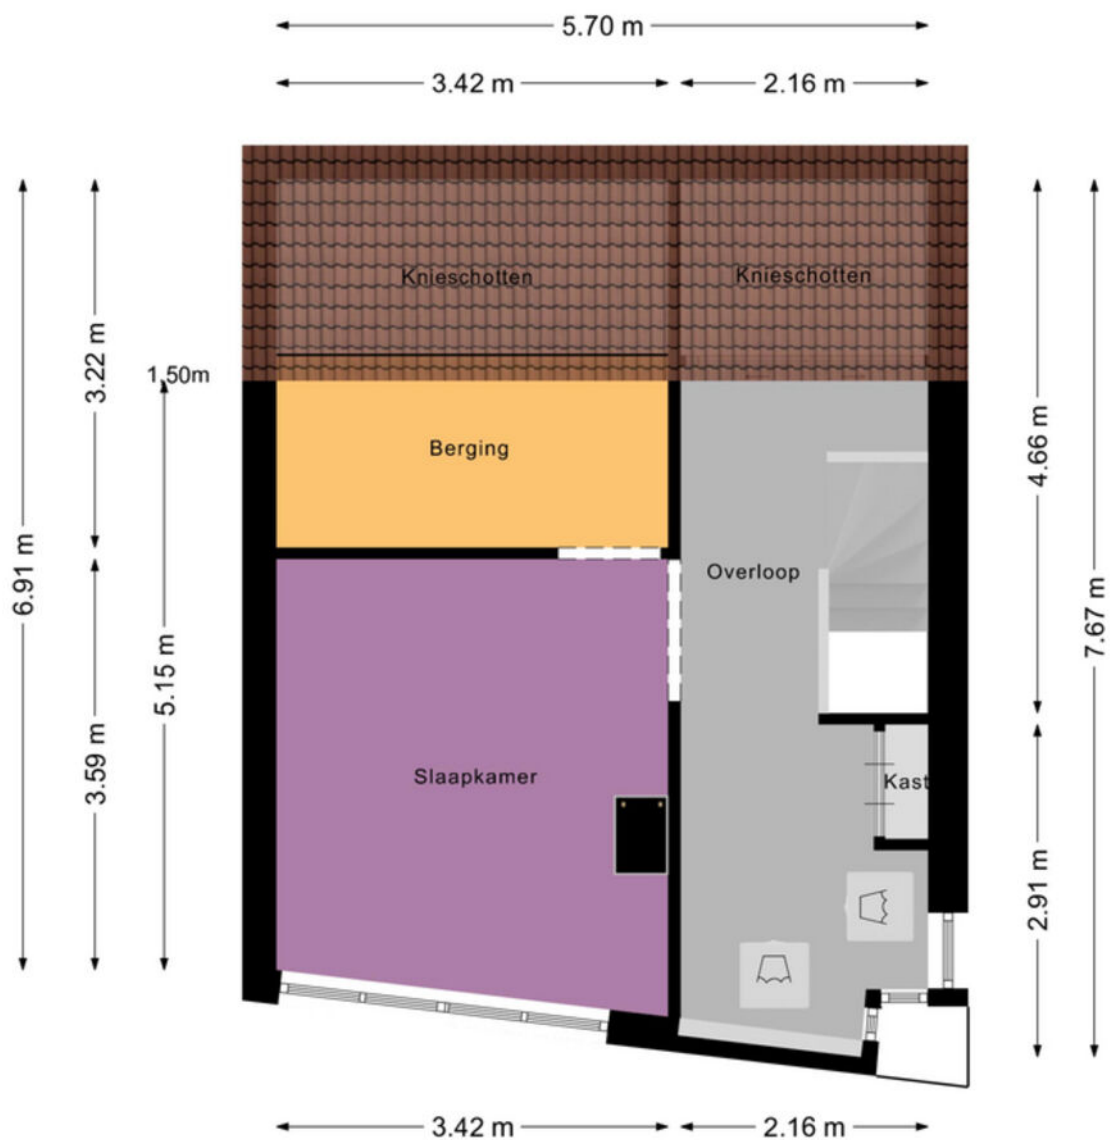 5.70 m
3.42 m
2.16 m
Knieschotten
Knieschotten
3.22 m
1.50m
4.66 m
Berging
6.91 m
Overloop
7.67 m
5.15 m
3.59 m
Slaapkamer
Kast
2.91 m
3.42 m
2.16 m